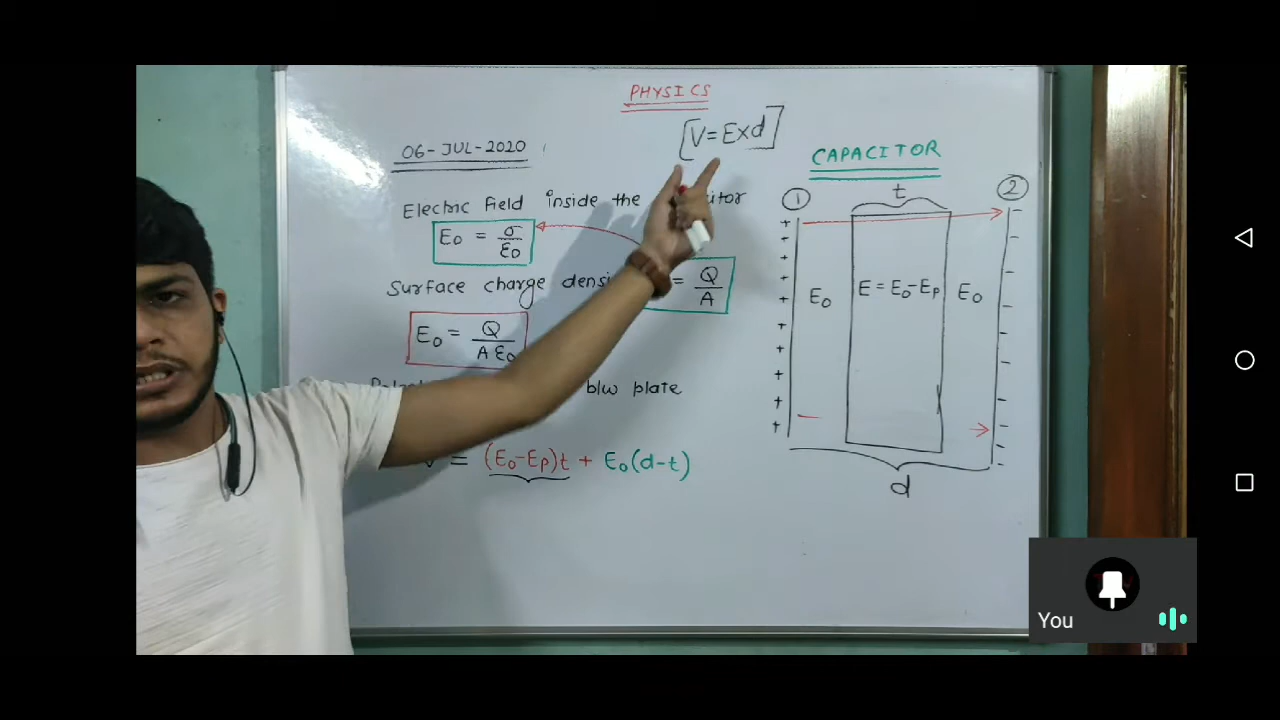 PHYSICS
[V=E×d]
06-JUL-2020
CAPACITOR
Electric Field inside the
E₀ = σ/ε₀
Surface charge
= Q/A
E₀ = Q/Aε₀
b/w plate
= (E₀-Eₚ)t + E₀(d-t)
1
t
2
+ + + + + + + + +
E₀
E = E₀-Eₚ
E₀
- - - - - - - - -
d
You